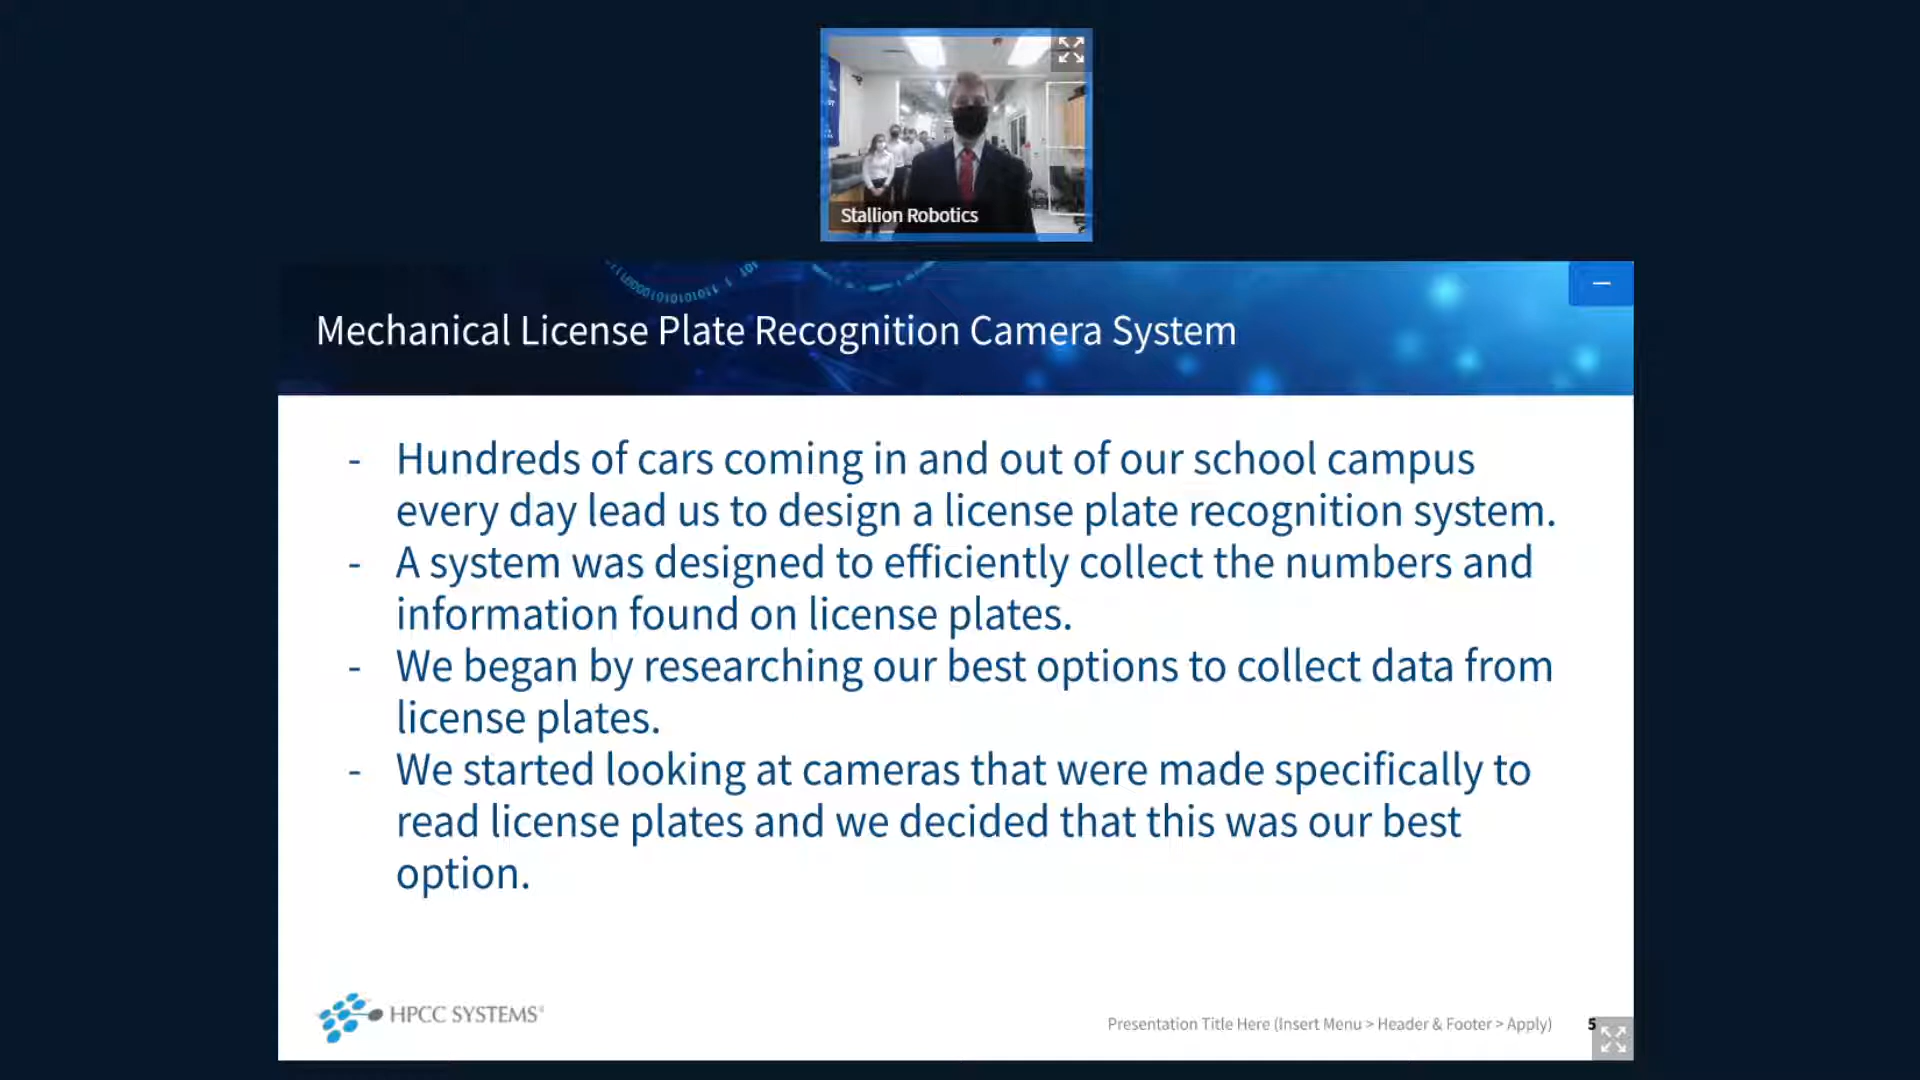 Stallion Robotics
Mechanical License Plate Recognition Camera System
- Hundreds of cars coming in and out of our school campus
every day lead us to design a license plate recognition system.
- A system was designed to efficiently collect the numbers and
information found on license plates.
- We began by researching our best options to collect data from
license plates.
- We started looking at cameras that were made specifically to
read license plates and we decided that this was our best
option.
HPCC SYSTEMS®
Presentation Title Here (Insert Menu > Header & Footer > Apply)
5